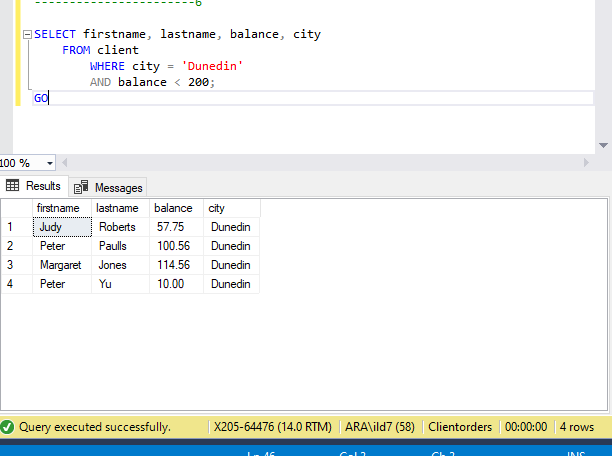 ------------------------6
SELECT firstname, lastname, balance, city
FROM client
WHERE city = 'Dunedin'
AND balance < 200;
GO
100 %
Results Messages
firstname lastname balance city
1 Judy Roberts 57.75 Dunedin
2 Peter Paulls 100.56 Dunedin
3 Margaret Jones 114.56 Dunedin
4 Peter Yu 10.00 Dunedin
Query executed successfully. X205-64476 (14.0 RTM) ARA\ild7 (58) Clientorders 00:00:00 4 rows